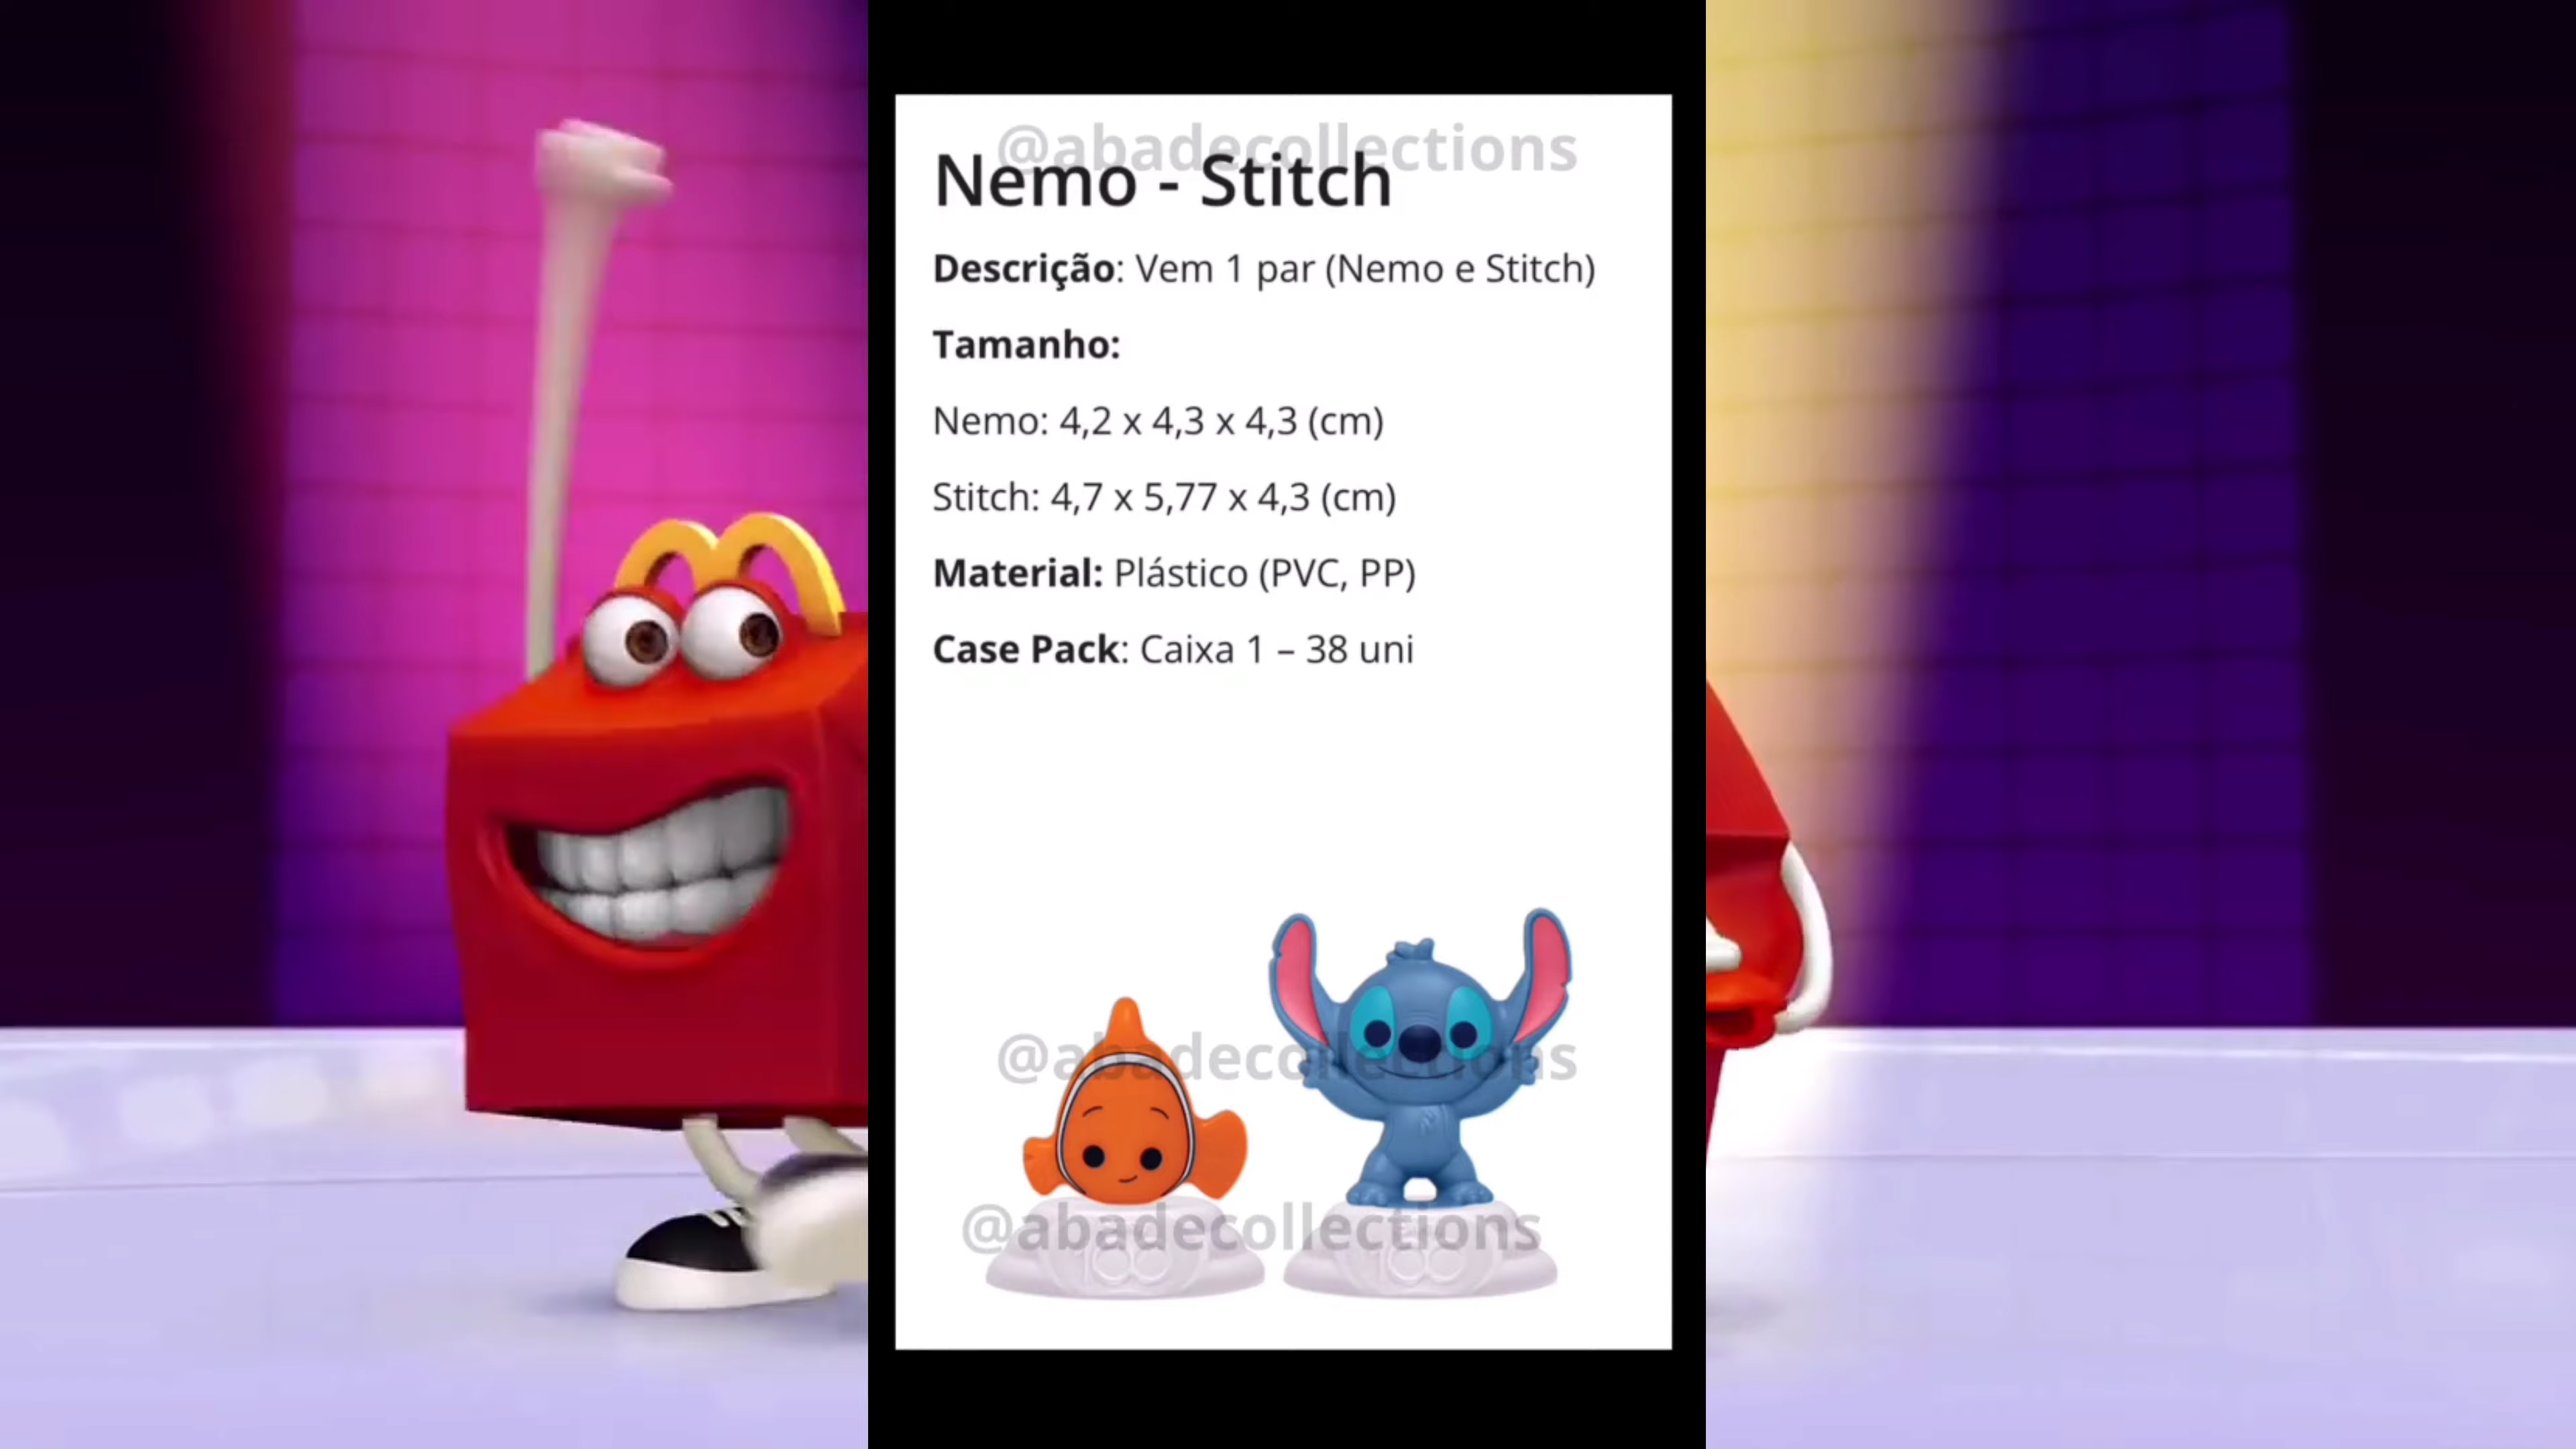 @abadecollections
Nemo - Stitch
Descrição: Vem 1 par (Nemo e Stitch)
Tamanho:
Nemo: 4,2 x 4,3 x 4,3 (cm)
Stitch: 4,7 x 5,77 x 4,3 (cm)
Material: Plástico (PVC, PP)
Case Pack: Caixa 1 – 38 uni
@abadecollections
@abadecollections
100 100